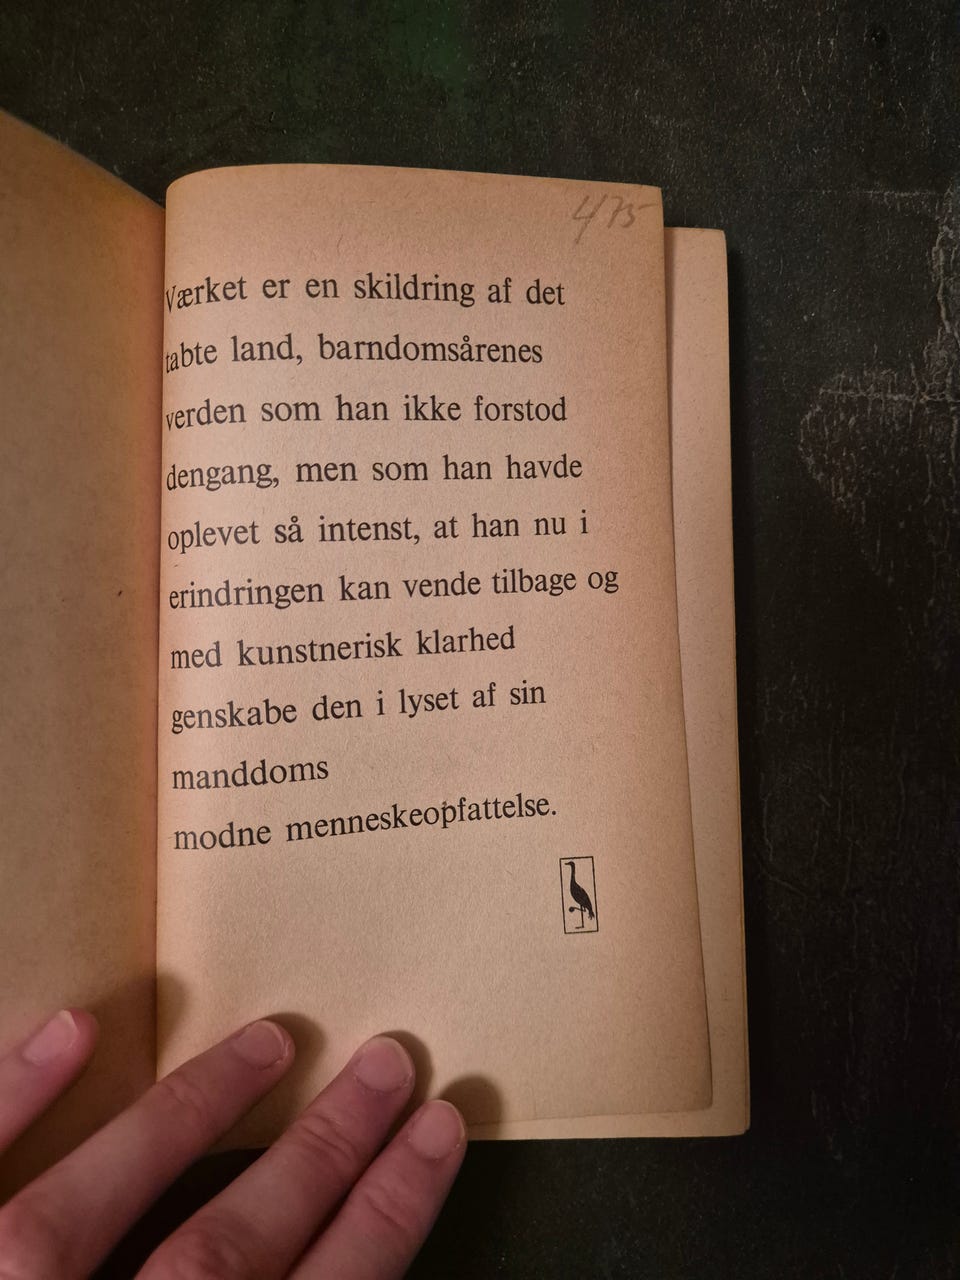 475
Værket er en skildring af det
tabte land, barndomsårenes
verden som han ikke forstod
dengang, men som han havde
oplevet så intenst, at han nu i
erindringen kan vende tilbage og
med kunstnerisk klarhed
genskabe den i lyset af sin
manddoms
modne menneskeopfattelse.